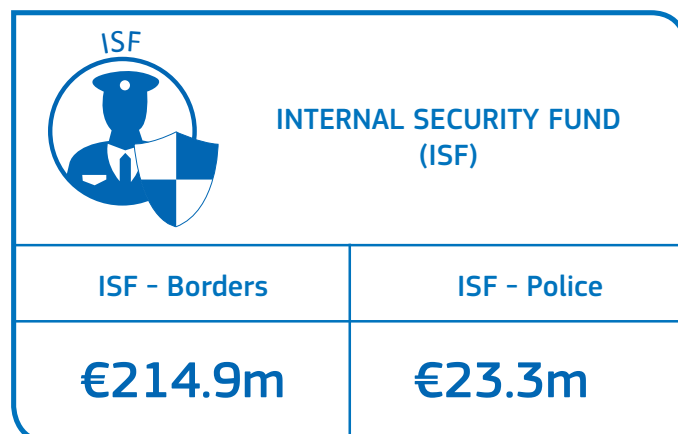 ISF
INTERNAL SECURITY FUND
(ISF)
ISF - Borders
ISF - Police
€214.9m
€23.3m